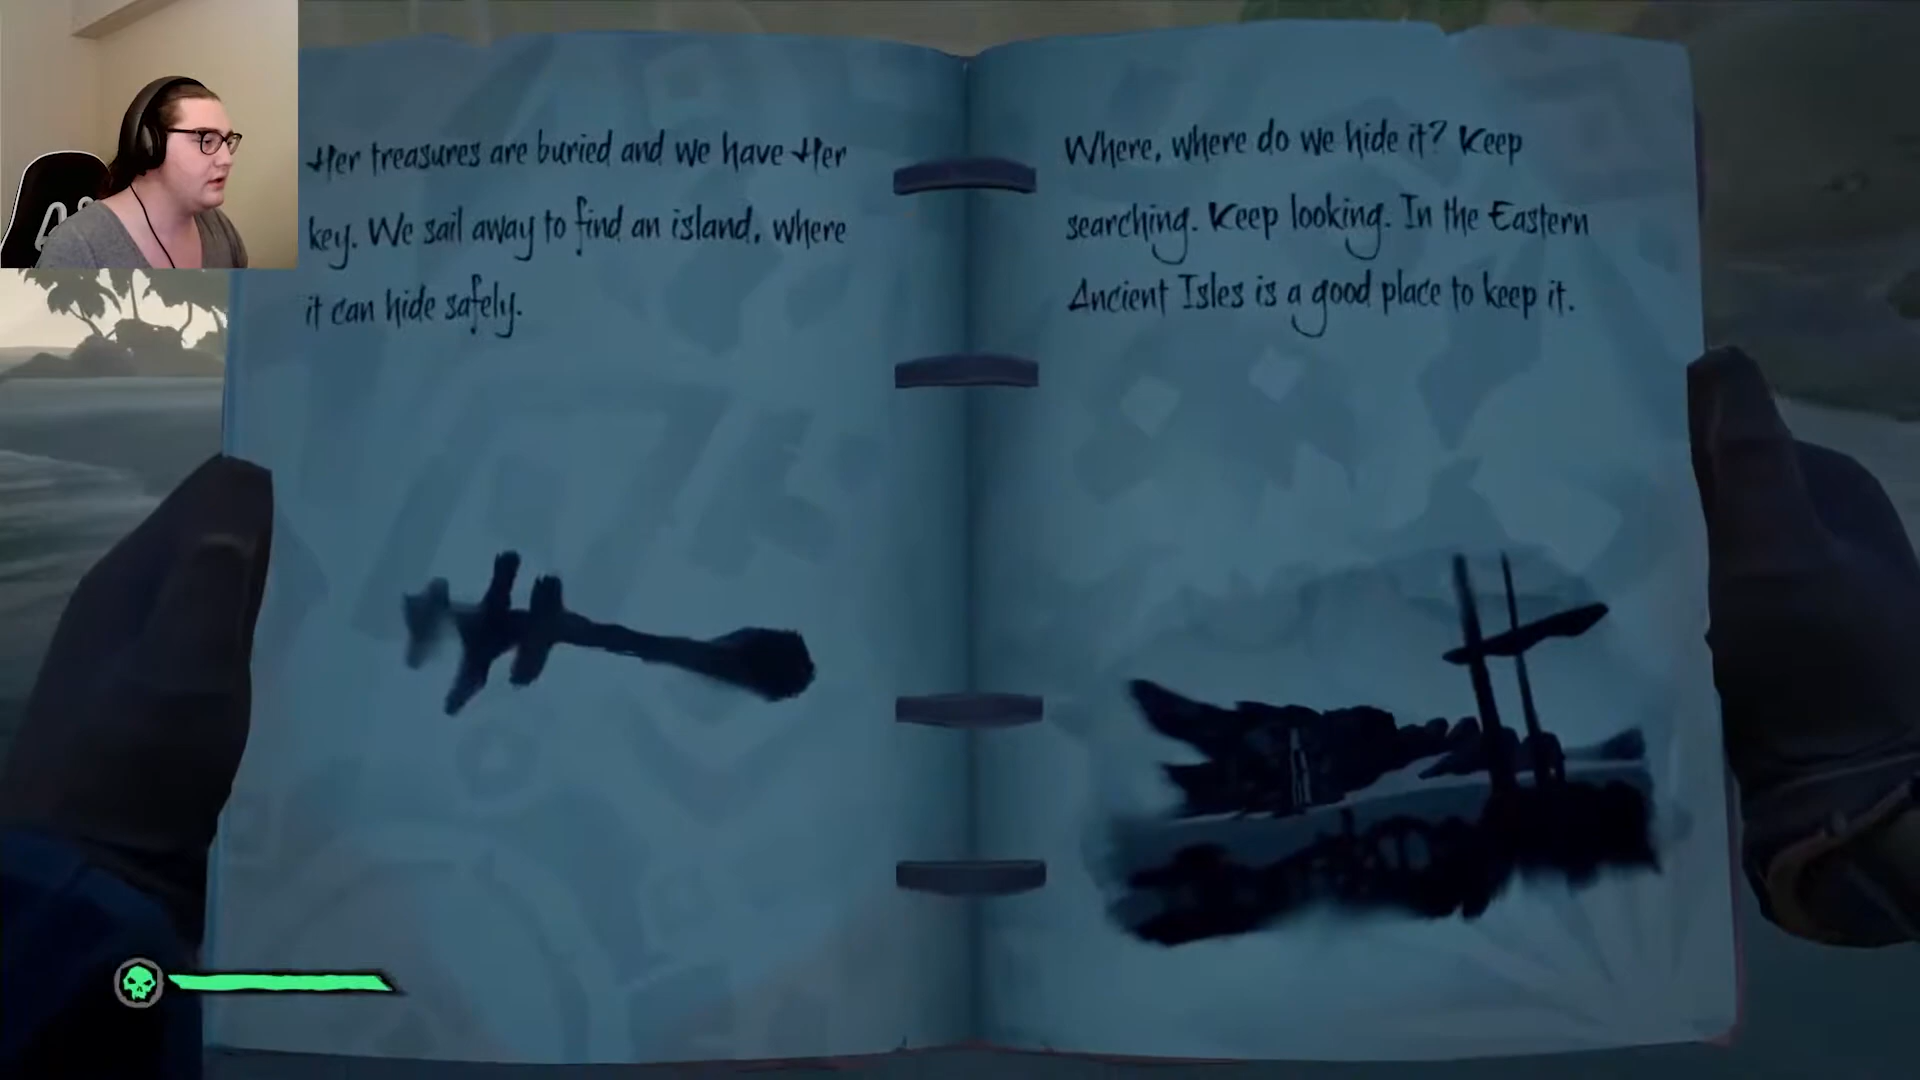 Her treasures are buried and we have Her
key. We sail away to find an island, where
it can hide safely.
Where, where do we hide it? Keep
searching. Keep looking. In the Eastern
Ancient Isles is a good place to keep it.